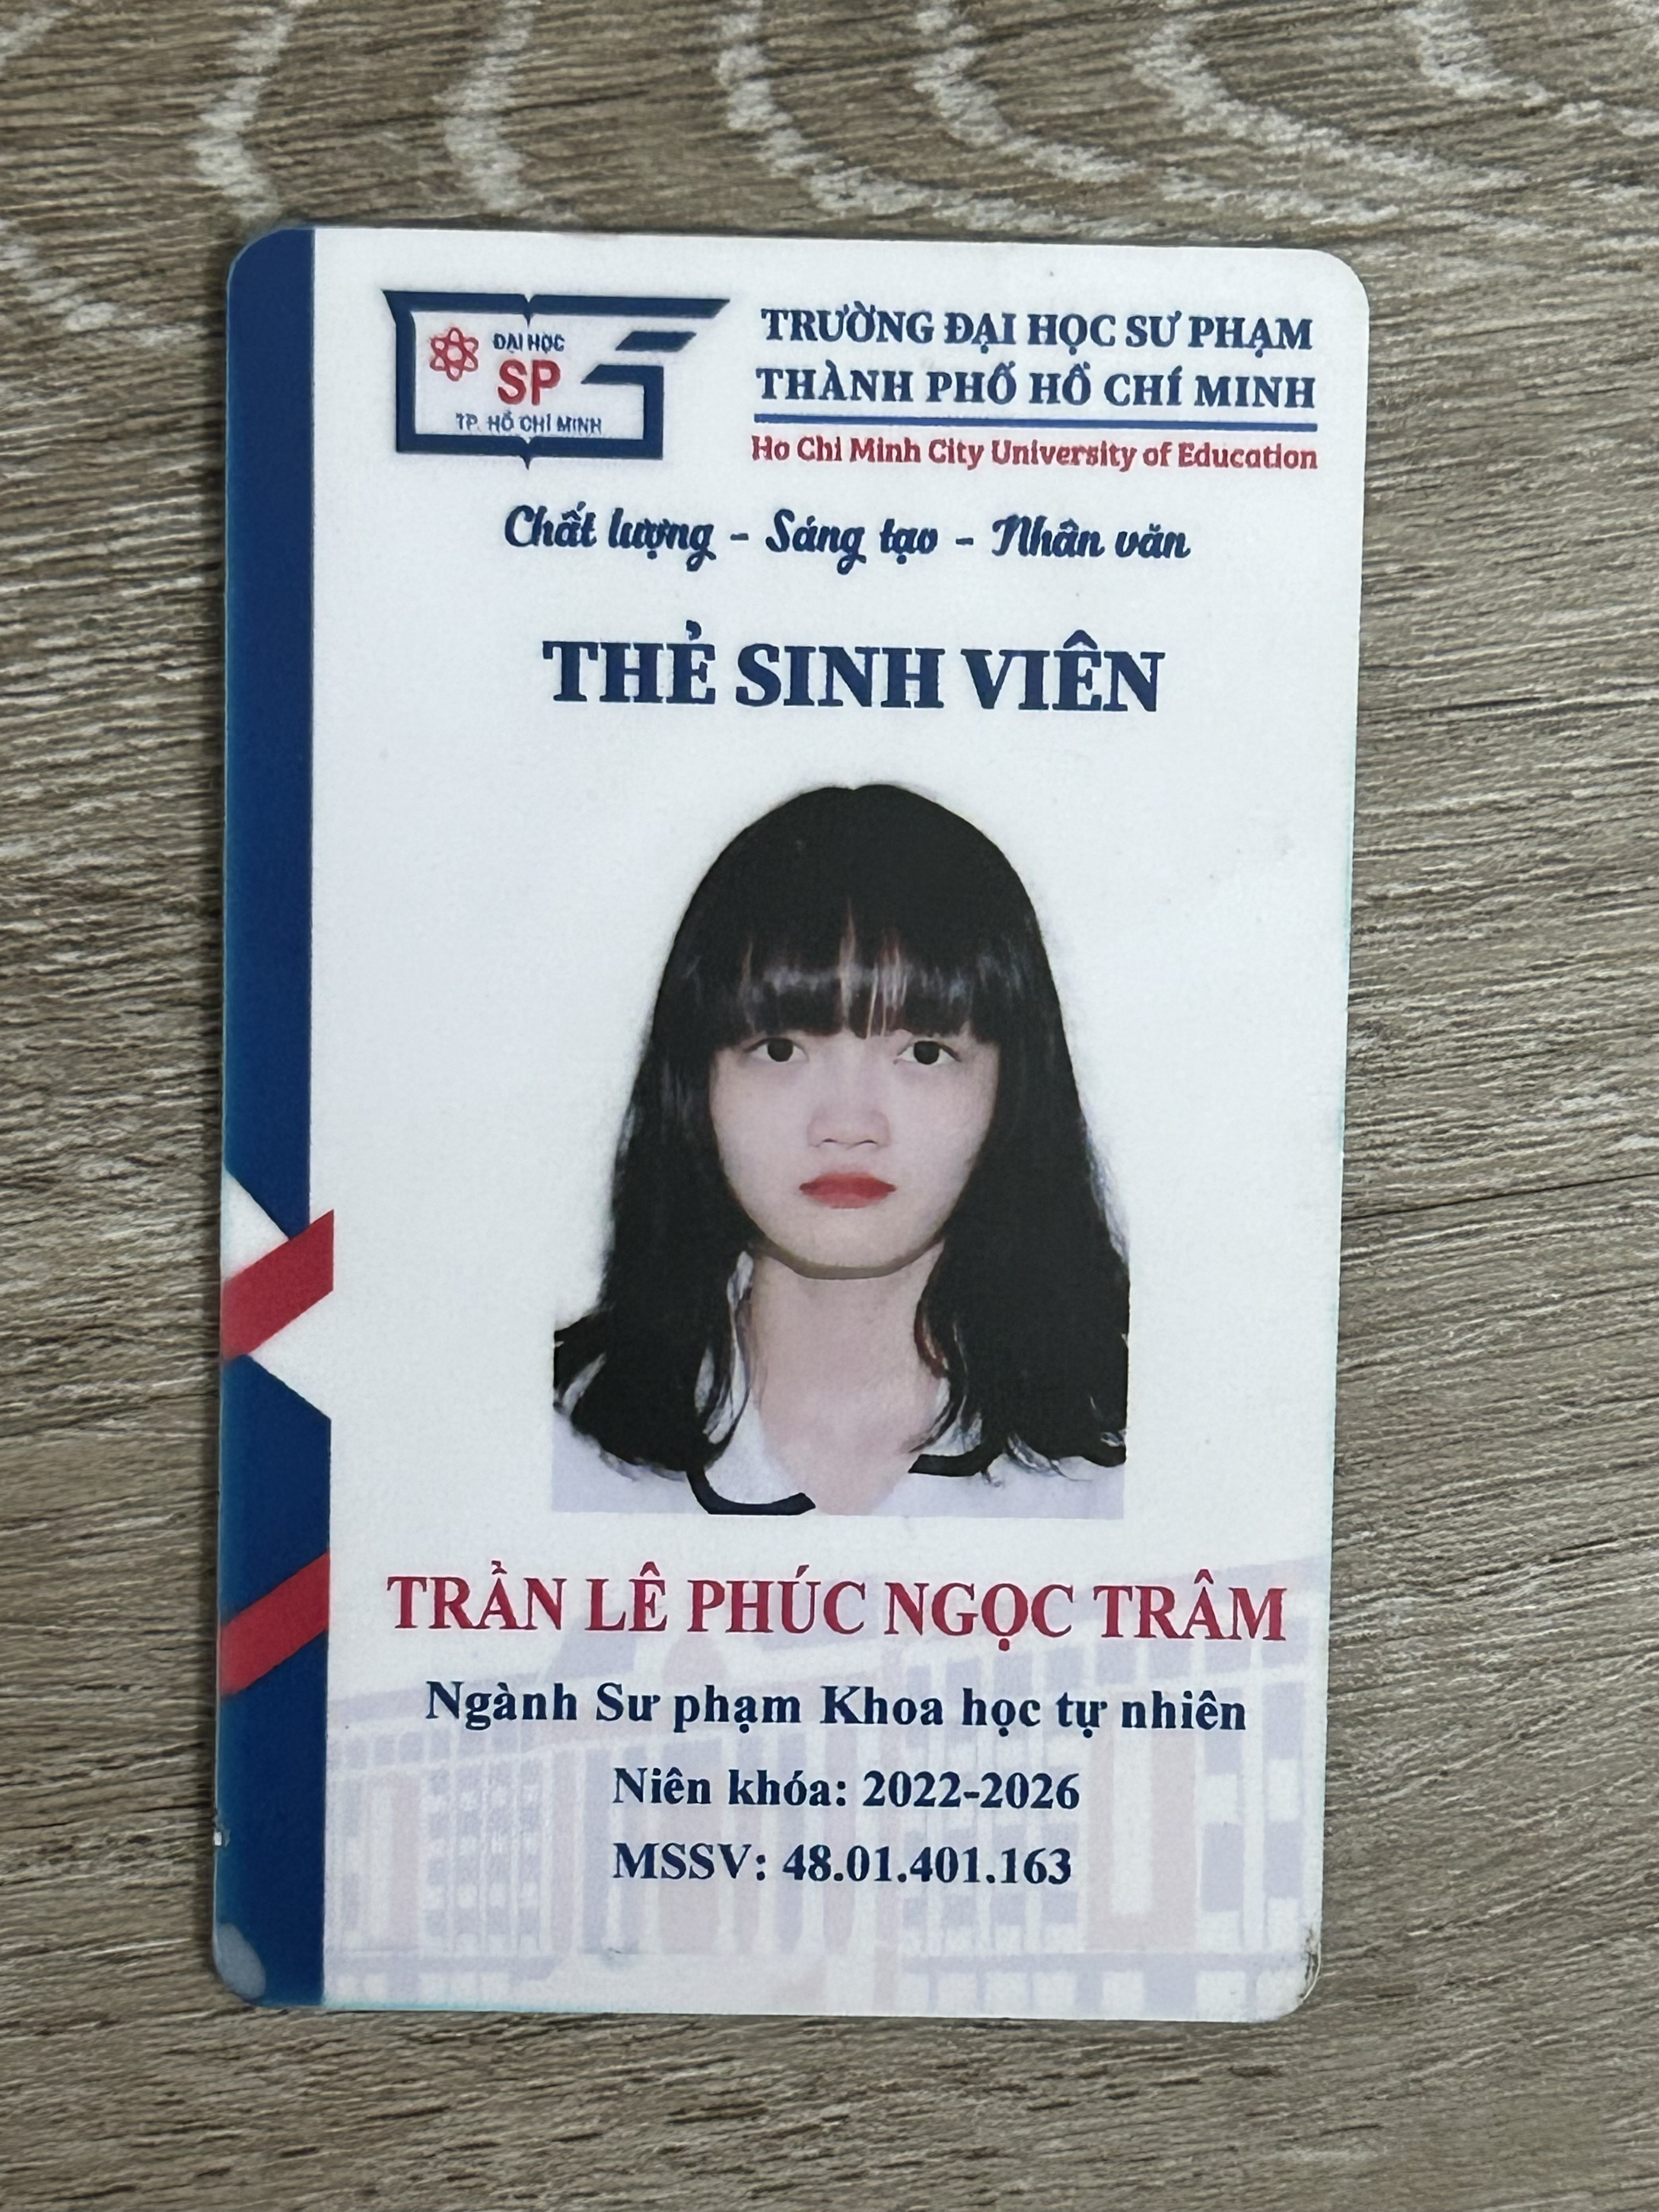 ĐẠI HỌC
SP
TP. HỒ CHÍ MINH
TRƯỜNG ĐẠI HỌC SƯ PHẠM
THÀNH PHỐ HỒ CHÍ MINH
Ho Chi Minh City University of Education
Chất lượng - Sáng tạo - Nhân văn
THẺ SINH VIÊN
TRẦN LÊ PHÚC NGỌC TRÂM
Ngành Sư phạm Khoa học tự nhiên
Niên khóa: 2022-2026
MSSV: 48.01.401.163